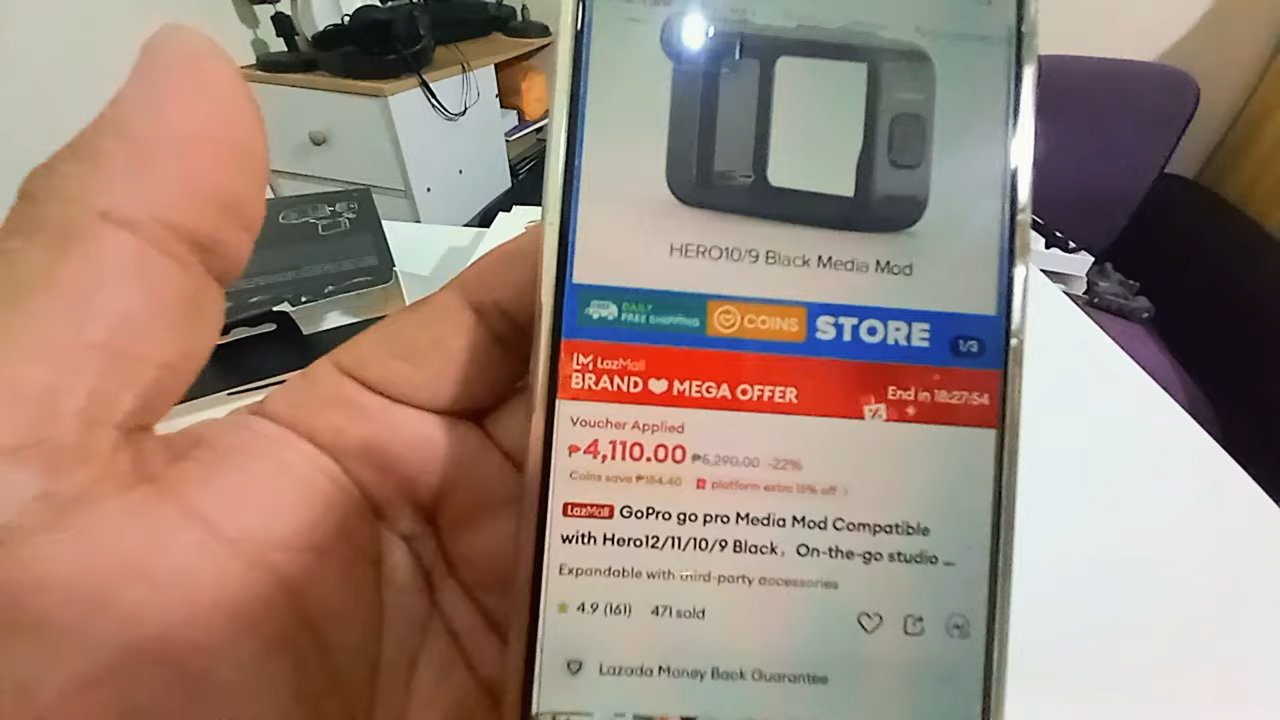 HERO10/9 Black Media Mod
DAILY
FREE SHIPPING
COINS
STORE
1/3
LM LazMall
BRAND MEGA OFFER
End in 18:27:54
Voucher Applied
₱4,110.00 ₱6,290.00 -22%
Coins save ₱184.40 platform extra 15% off
LazMall GoPro go pro Media Mod Compatible
with Hero12/11/10/9 Black, On-the-go studio ...
Expandable with third-party accessories
4.9 (161) 471 sold
Lazada Money Back Guarantee